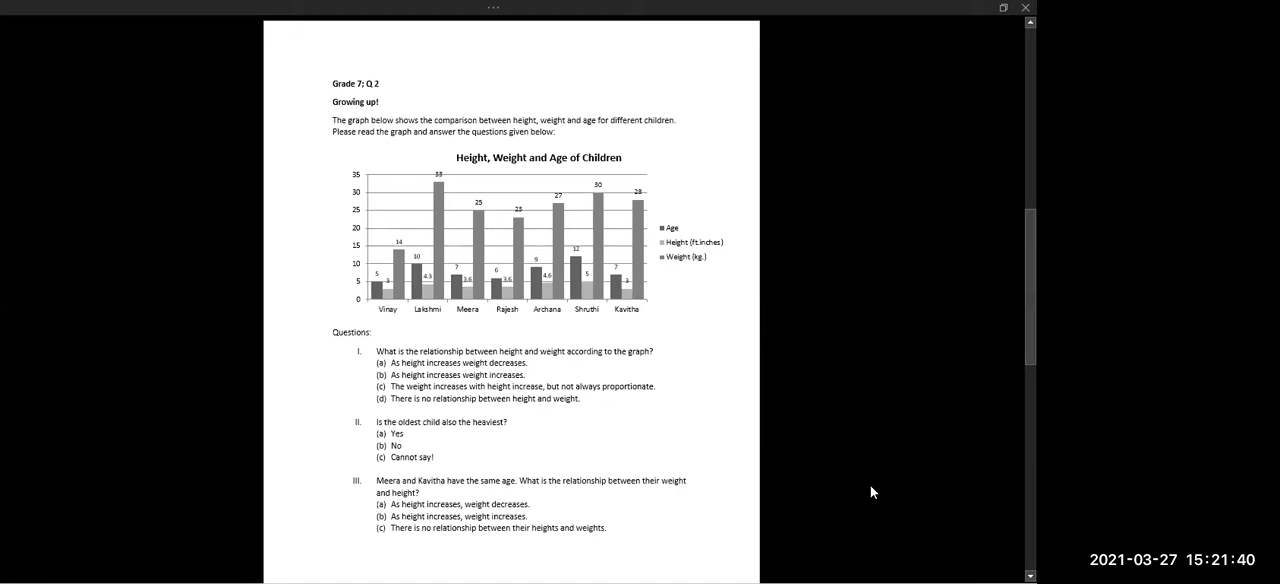 Grade 7; Q 2
Growing up!
The graph below shows the comparison between height, weight and age for different children.
Please read the graph and answer the questions given below:
Height, Weight and Age of Children
35
30
25
20
15
10
5
0
5 3 14
10 4.3 33
7 3.6 25
6 3.6 23
9 4.6 27
12 5 30
7 3 28
Vinay Lakshmi Meera Rajesh Archana Shruthi Kavitha
Age
Height (ft.inches)
Weight (kg.)
Questions:
I. What is the relationship between height and weight according to the graph?
(a) As height increases weight decreases.
(b) As height increases weight increases.
(c) The weight increases with height increase, but not always proportionate.
(d) There is no relationship between height and weight.
II. Is the oldest child also the heaviest?
(a) Yes
(b) No
(c) Cannot say!
III. Meera and Kavitha have the same age. What is the relationship between their weight
and height?
(a) As height increases, weight decreases.
(b) As height increases, weight increases.
(c) There is no relationship between their heights and weights.
2021-03-27 15:21:40